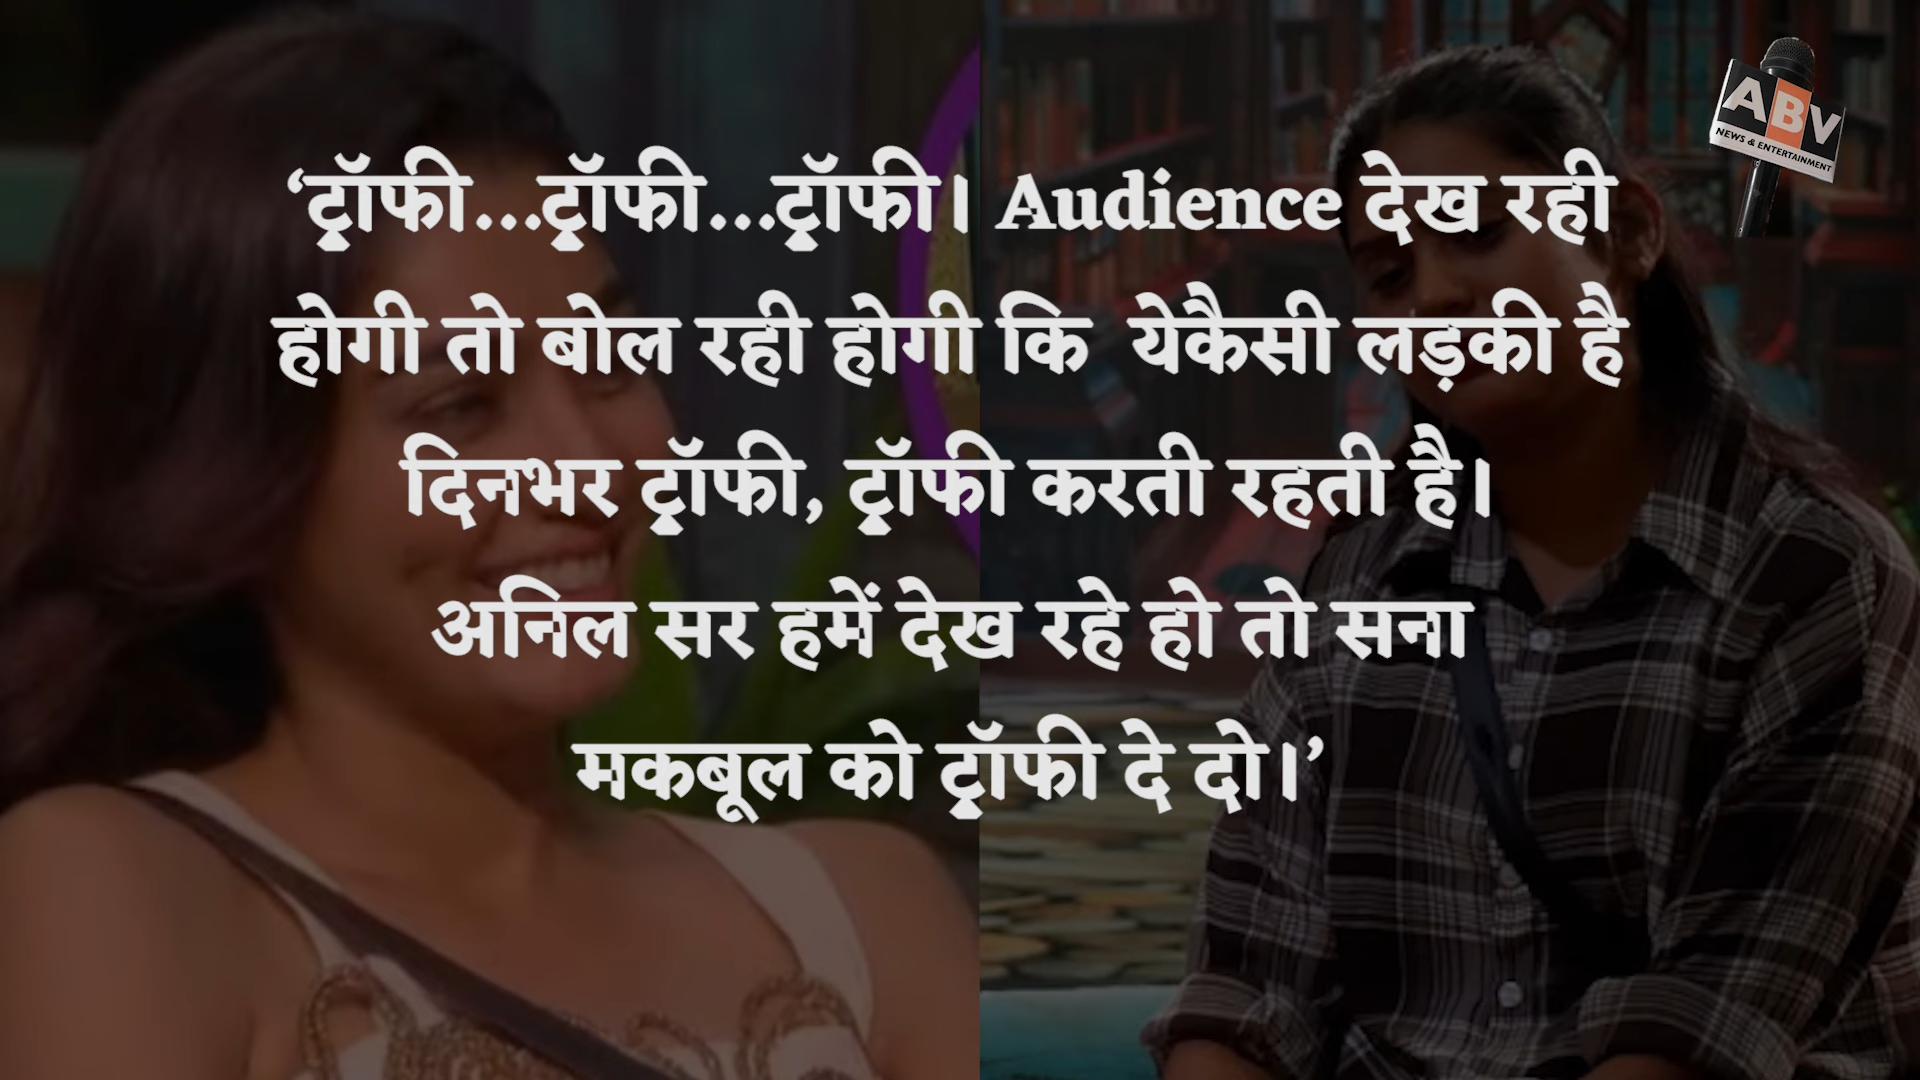 ‘ट्रॉफी...ट्रॉफी...ट्रॉफी। Audience देख रही
होगी तो बोल रही होगी कि  येकैसी लड़की है
दिनभर ट्रॉफी, ट्रॉफी करती रहती है।
अनिल सर हमें देख रहे हो तो सना
मकबूल को ट्रॉफी दे दो।’
ABV
NEWS & ENTERTAINMENT